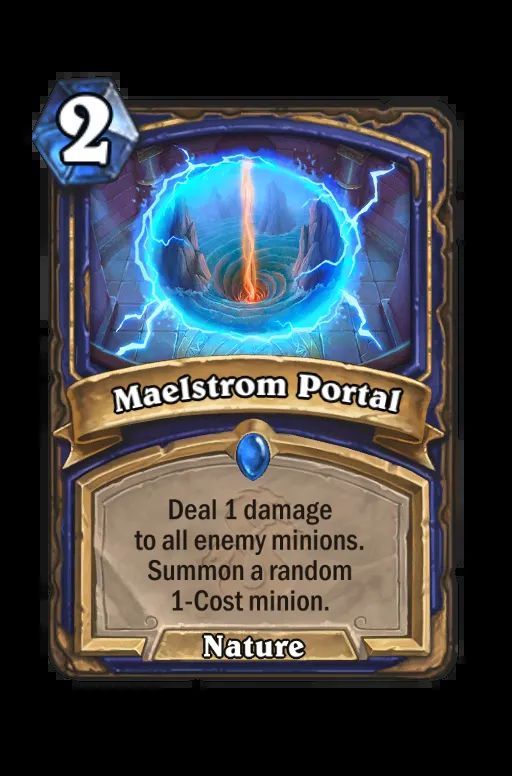 2
Maelstrom Portal
Deal 1 damage
to all enemy minions.
Summon a random
1-Cost minion.
Nature